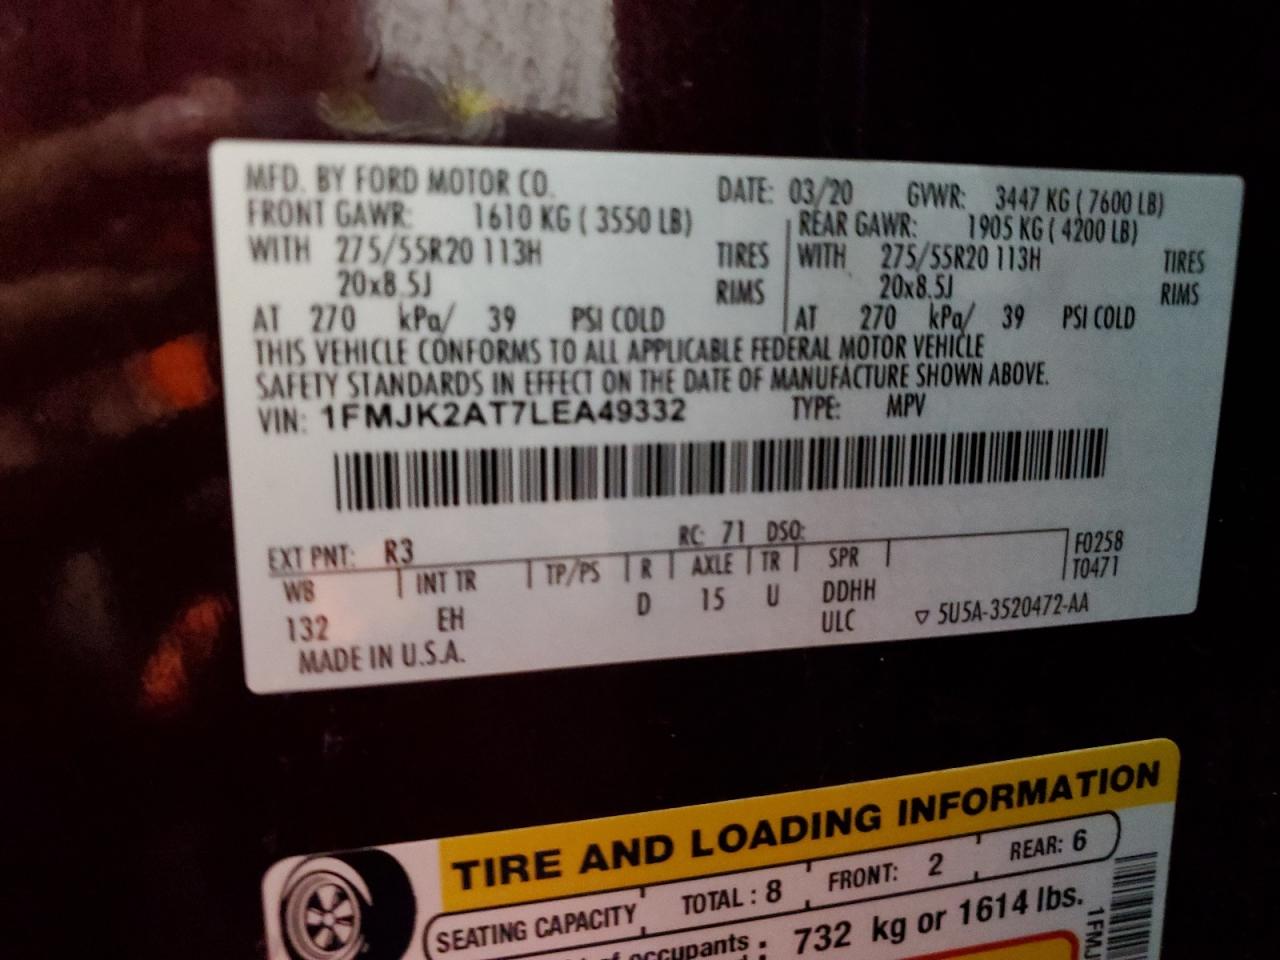 MFD. BY FORD MOTOR CO. DATE: 03/20 GVWR: 3447 KG ( 7600 LB)
FRONT GAWR: 1610 KG ( 3550 LB) REAR GAWR: 1905 KG ( 4200 LB)
WITH 275/55R20 113H TIRES WITH 275/55R20 113H TIRES
20x8.5J RIMS 20x8.5J RIMS
AT 270 kPa/ 39 PSI COLD AT 270 kPa/ 39 PSI COLD
THIS VEHICLE CONFORMS TO ALL APPLICABLE FEDERAL MOTOR VEHICLE
SAFETY STANDARDS IN EFFECT ON THE DATE OF MANUFACTURE SHOWN ABOVE.
VIN: 1FMJK2AT7LEA49332 TYPE: MPV
EXT PNT: R3 RC: 71 DSO:
WB INT TR TP/PS R AXLE TR SPR F0258
T0471
132 EH D 15 U DDHH
ULC ▽ 5U5A-3520472-AA
MADE IN U.S.A.
TIRE AND LOADING INFORMATION
SEATING CAPACITY TOTAL : 8 FRONT: 2 REAR: 6
of occupants : 732 kg or 1614 lbs.
1FMJ